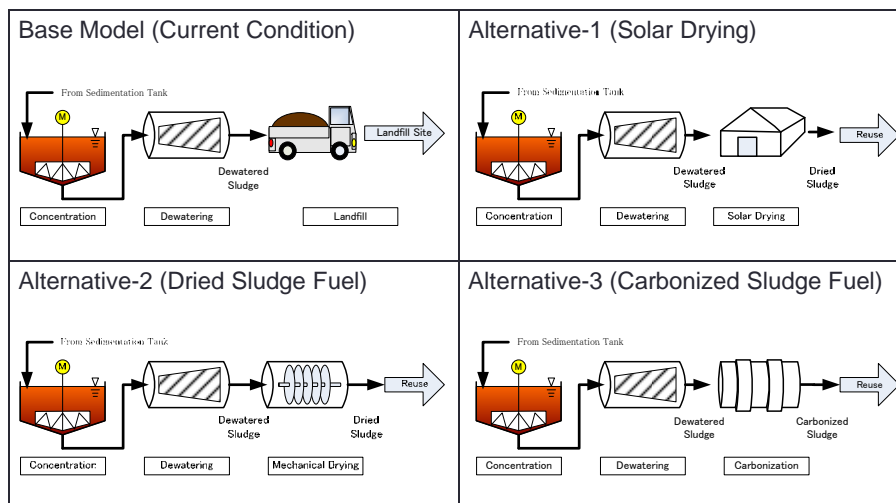 Base Model (Current Condition)
From Sedimentation Tank
M
Landfill Site
Dewatered
Sludge
Concentration
Dewatering
Landfill
Alternative-1 (Solar Drying)
From Sedimentation Tank
M
Reuse
Dewatered
Sludge
Dried
Sludge
Concentration
Dewatering
Solar Drying
Alternative-2 (Dried Sludge Fuel)
From Sedimentation Tank
M
Reuse
Dewatered
Sludge
Dried
Sludge
Concentration
Dewatering
Mechanical Drying
Alternative-3 (Carbonized Sludge Fuel)
From Sedimentation Tank
M
Reuse
Dewatered
Sludge
Carbonized
Sludge
Concentration
Dewatering
Carbonization